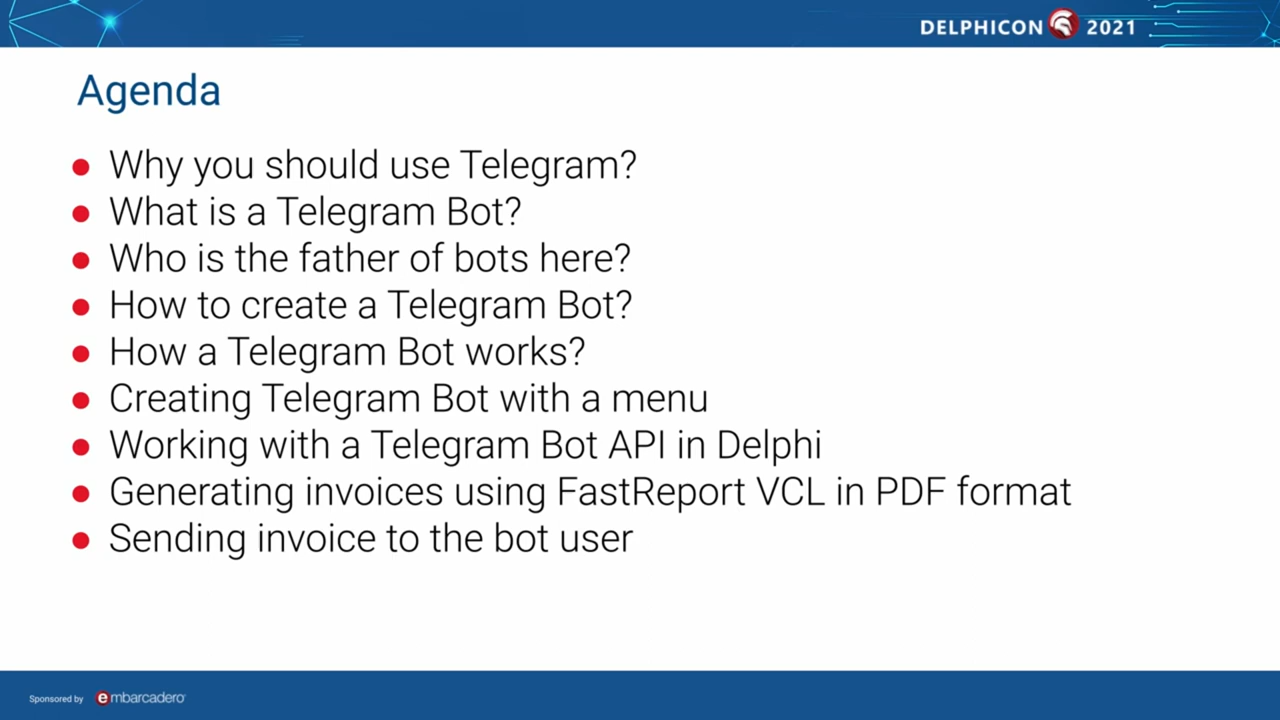 DELPHICON 2021
Agenda
● Why you should use Telegram?
● What is a Telegram Bot?
● Who is the father of bots here?
● How to create a Telegram Bot?
● How a Telegram Bot works?
● Creating Telegram Bot with a menu
● Working with a Telegram Bot API in Delphi
● Generating invoices using FastReport VCL in PDF format
● Sending invoice to the bot user
Sponsored by embarcadero